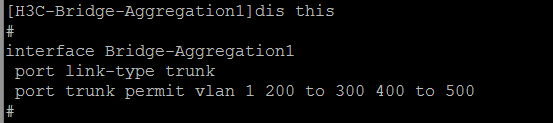 [H3C-Bridge-Aggregation1]dis this
#
interface Bridge-Aggregation1
 port link-type trunk
 port trunk permit vlan 1 200 to 300 400 to 500
#